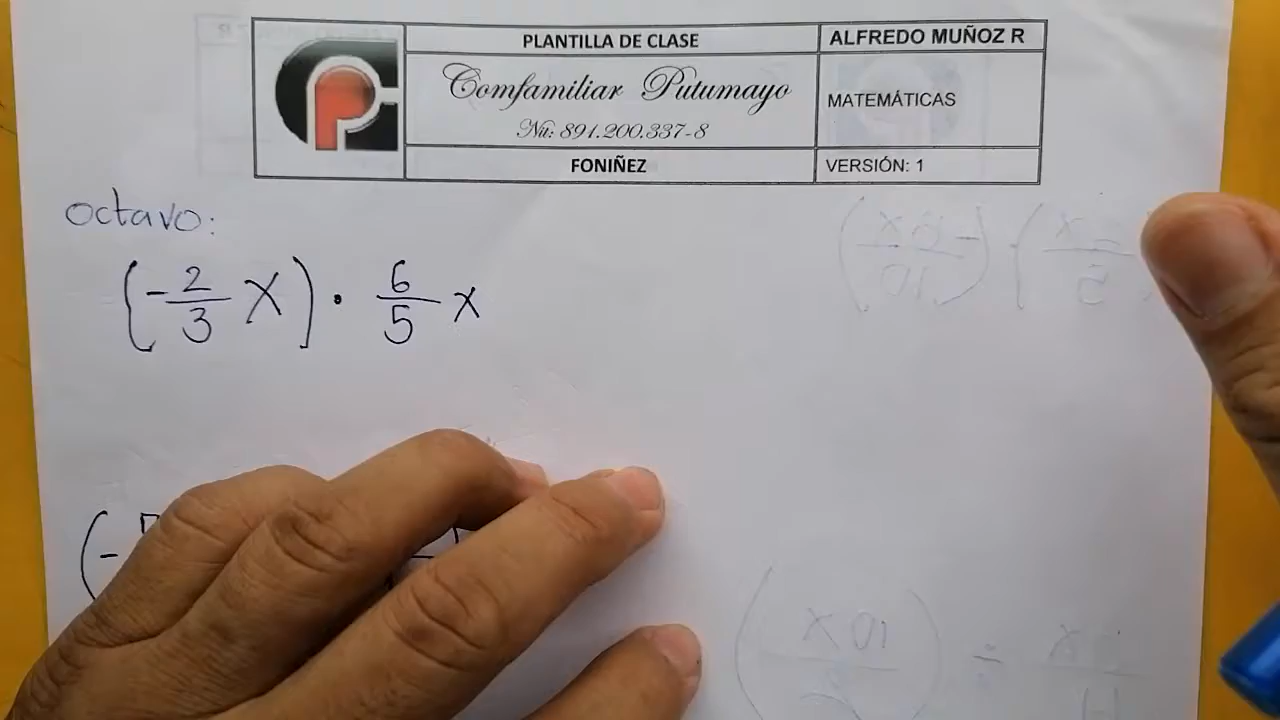 PLANTILLA DE CLASE
ALFREDO MUÑOZ R
Comfamiliar Putumayo
Nit: 891.200.337-8
MATEMÁTICAS
FONIÑEZ
VERSIÓN: 1
octavo:
(-2/3 X) · 6/5 x